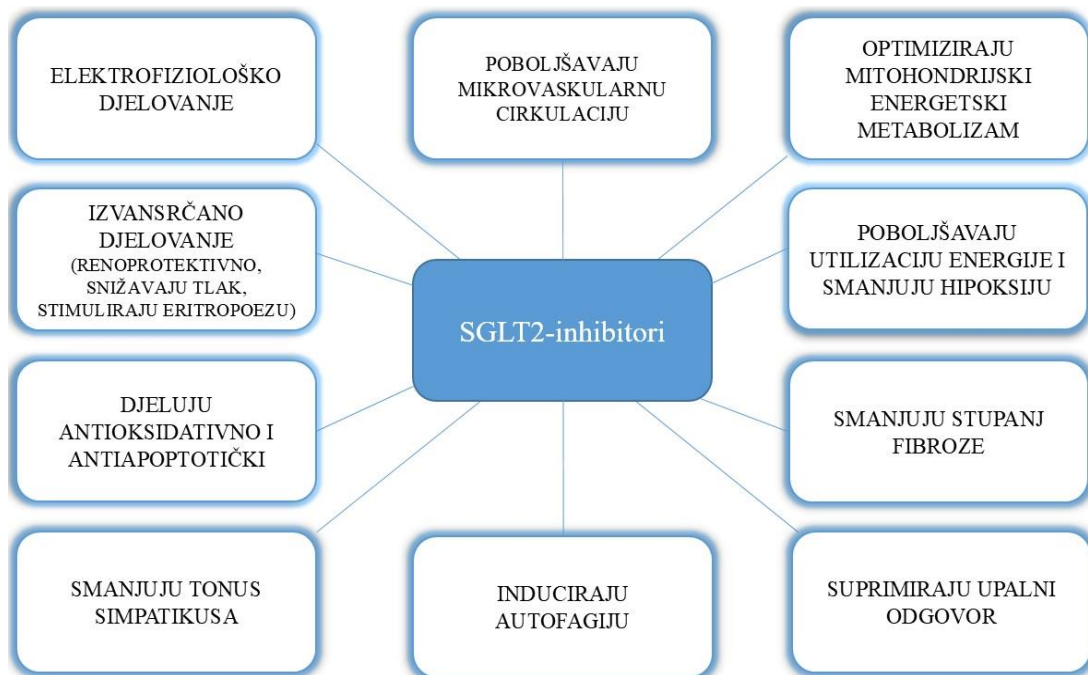 ELEKTROFIZIOLOŠKO
DJELOVANJE
POBOLJŠAVAJU
MIKROVASKULARNU
CIRKULACIJU
OPTIMIZIRAJU
MITOHONDRIJSKI
ENERGETSKI
METABOLIZAM
IZVANSRČANO
DJELOVANJE
(RENOPROTEKTIVNO,
SNIŽAVAJU TLAK,
STIMULIRAJU ERITROPOEZU)
POBOLJŠAVAJU
UTILIZACIJU ENERGIJE I
SMANJUJU HIPOKSIJU
SGLT2-inhibitori
DJELUJU
ANTIOKSIDATIVNO I
ANTIAPOPTOTIČKI
SMANJUJU STUPANJ
FIBROZE
SMANJUJU TONUS
SIMPATIKUSA
INDUCIRAJU
AUTOFAGIJU
SUPRIMIRAJU UPALNI
ODGOVOR